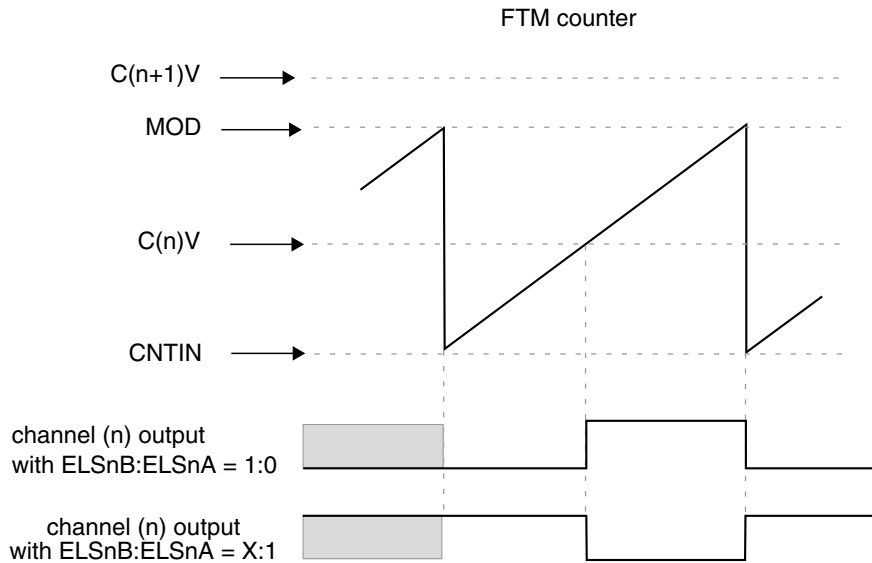 FTM counter
C(n+1)V
MOD
C(n)V
CNTIN
channel (n) output
with ELSnB:ELSnA = 1:0
channel (n) output
with ELSnB:ELSnA = X:1